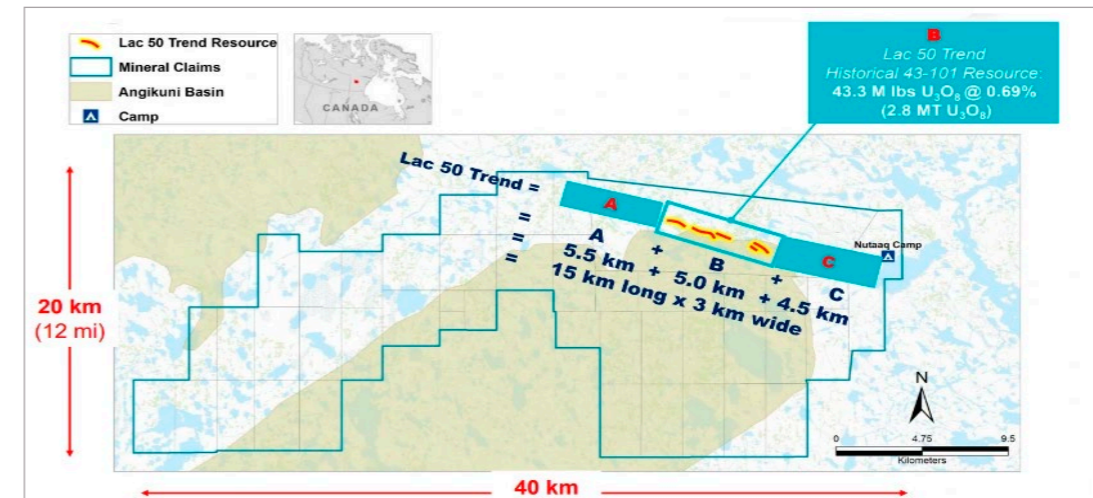 Lac 50 Trend Resource
Mineral Claims
Angikuni Basin
Camp
CANADA
B
Lac 50 Trend
Historical 43-101 Resource:
43.3 M lbs U₃O₈ @ 0.69%
(2.8 MT U₃O₈)
Lac 50 Trend =
A
C
Nutaaq Camp
= A + B + C
= 5.5 km + 5.0 km + 4.5 km
= 15 km long x 3 km wide
20 km
(12 mi)
N
0 4.75 9.5
Kilometers
40 km